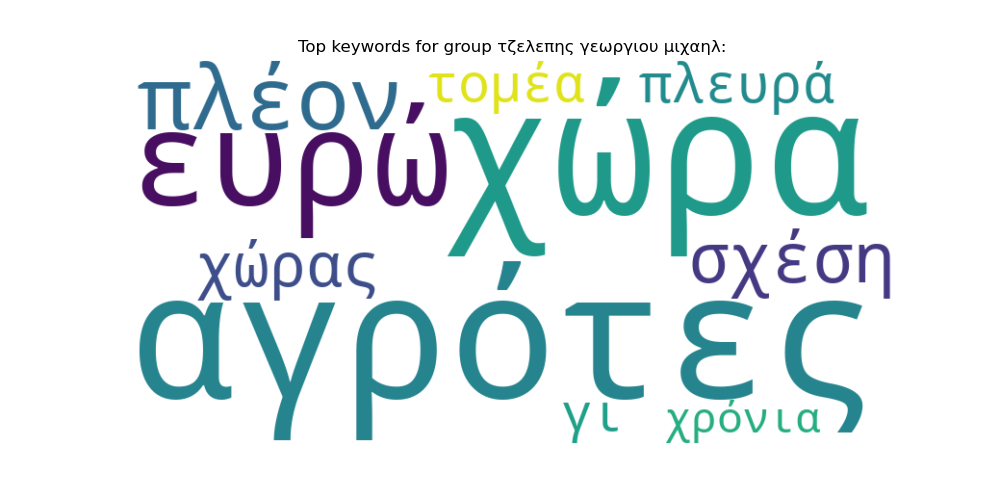 Top keywords for group τζελεπης γεωργιου μιχαηλ:
πλέον τομέα πλευρά
ευρώ χώρα
χώρας σχέση
αγρότες
γι χρόνια